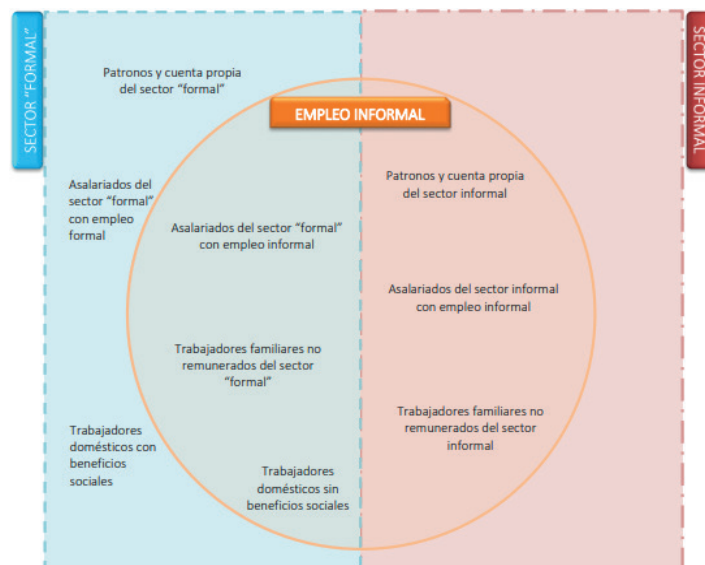 SECTOR "FORMAL"
SECTOR INFORMAL
Patronos y cuenta propia
del sector “formal”
EMPLEO INFORMAL
Asalariados del
sector “formal”
con empleo
formal
Patronos y cuenta propia
del sector informal
Asalariados del sector “formal”
con empleo informal
Asalariados del sector informal
con empleo informal
Trabajadores familiares no
remunerados del sector
“formal”
Trabajadores familiares no
remunerados del sector
informal
Trabajadores
domésticos con
beneficios
sociales
Trabajadores
domésticos sin
beneficios sociales